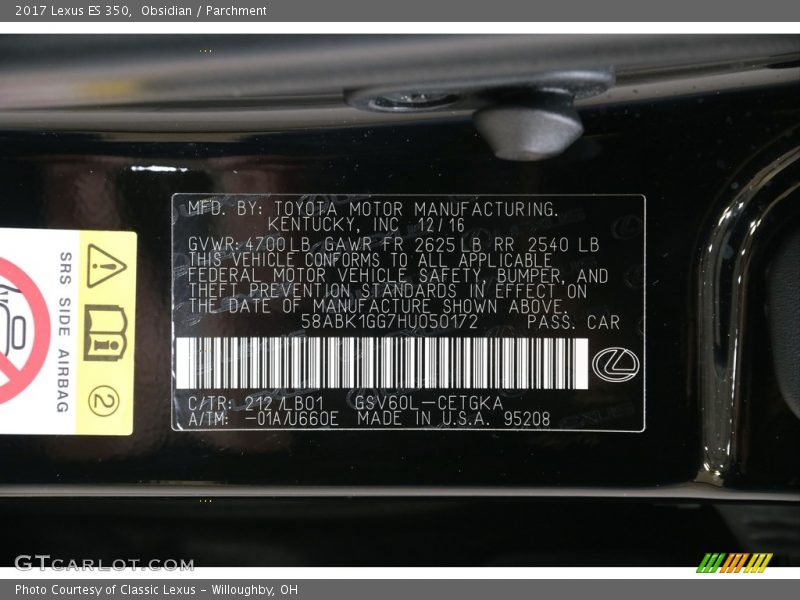 2017 Lexus ES 350,  Obsidian / Parchment
MFD. BY: TOYOTA MOTOR MANUFACTURING.
KENTUCKY, INC 12/16
GVWR: 4700 LB GAWR FR 2625 LB RR 2540 LB
THIS VEHICLE CONFORMS TO ALL APPLICABLE
FEDERAL MOTOR VEHICLE SAFETY, BUMPER, AND
THEFT PREVENTION STANDARDS IN EFFECT ON
THE DATE OF MANUFACTURE SHOWN ABOVE.
58ABK1GG7HU050172 PASS. CAR
C/TR: 212/LB01 GSV60L-CETGKA
A/TM: -01A/U660E MADE IN U.S.A. 95208
SRS SIDE AIRBAG
2
GTCARLOT.COM
Photo Courtesy of Classic Lexus - Willoughby, OH